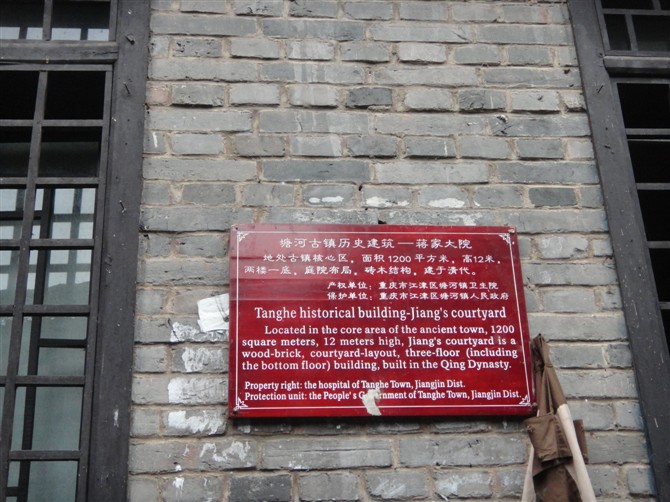 塘河古镇历史建筑—蒋家大院
地处古镇核心区，面积1200平方米，高12米，
两楼一底，庭院布局，砖木结构，建于清代。
产权单位：重庆市江津区塘河镇卫生院
保护单位：重庆市江津区塘河镇人民政府
Tanghe historical building-Jiang's courtyard
Located in the core area of the ancient town, 1200
square meters, 12 meters high, Jiang's courtyard is a
wood-brick, courtyard-layout, three-floor (including
the bottom floor) building, built in the Qing Dynasty.
Property right: the hospital of Tanghe Town, Jiangjin Dist.
Protection unit: the People's Government of Tanghe Town, Jiangjin Dist.